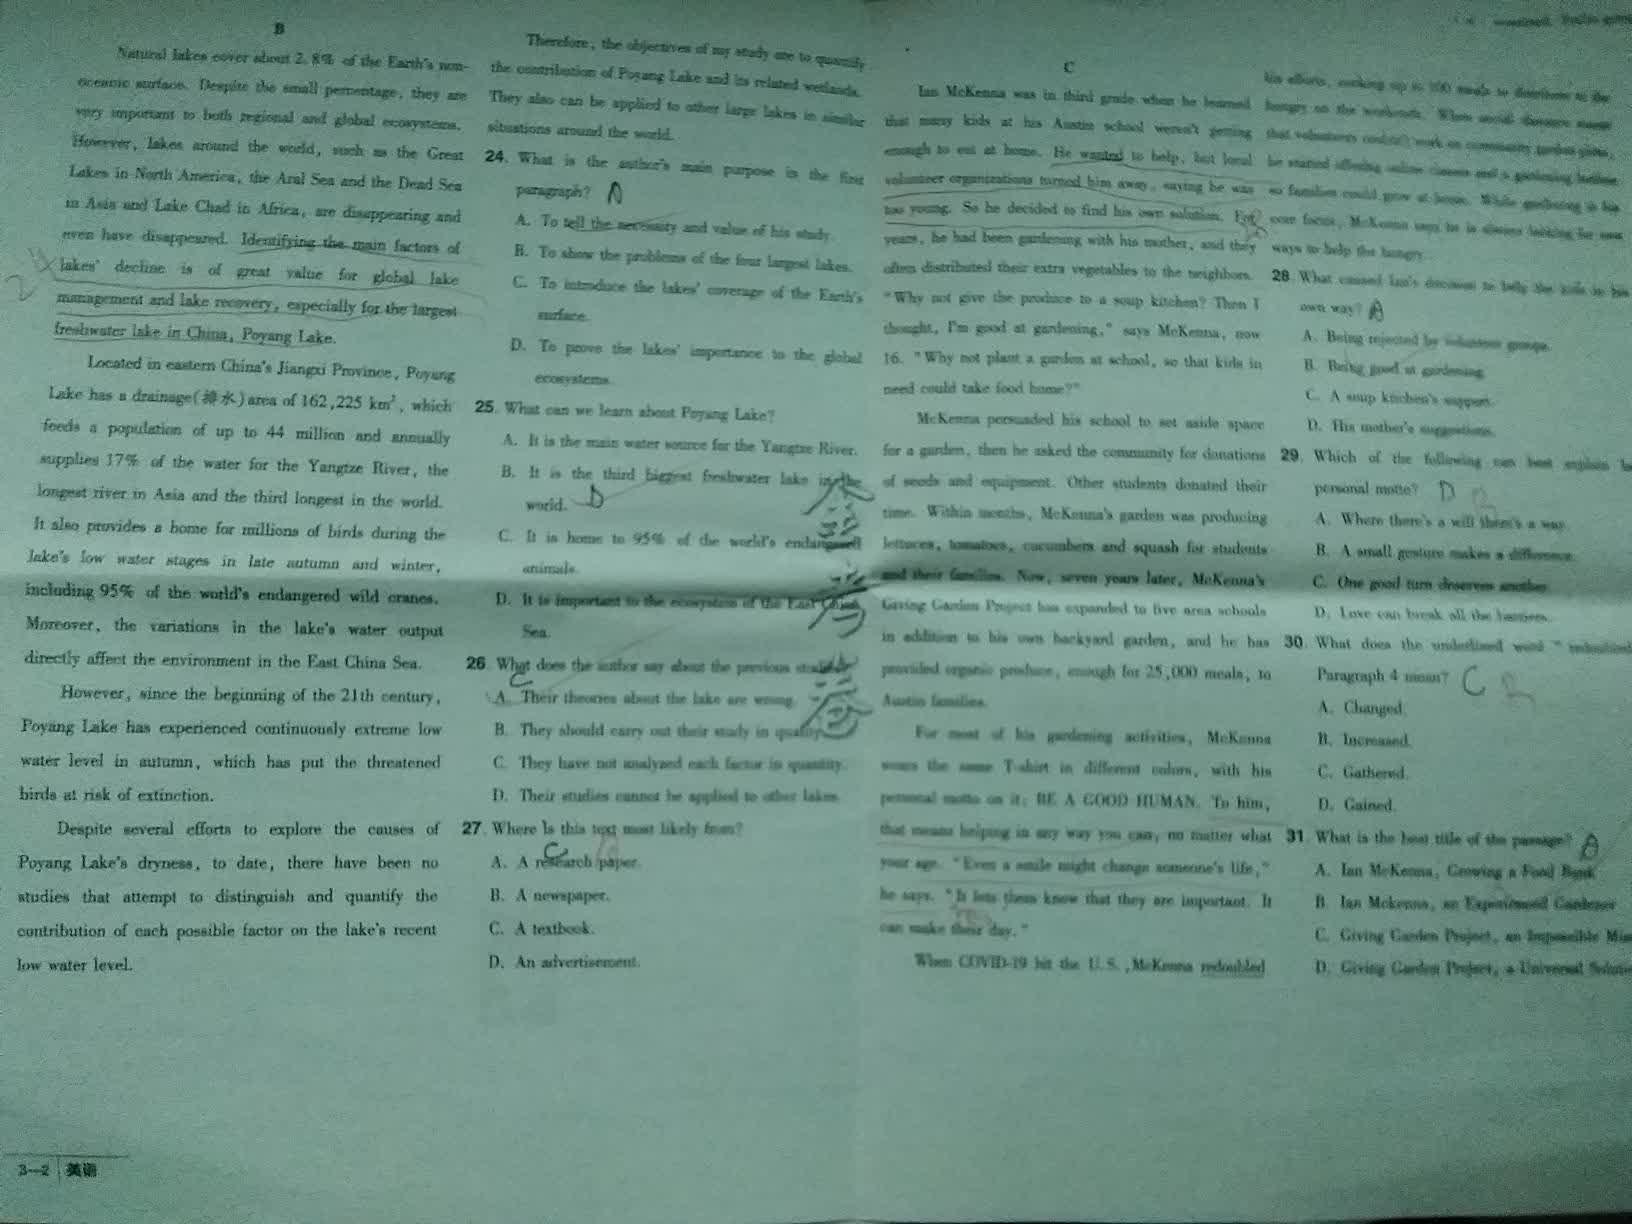 B
Natural lakes cover about 2.8% of the Earth's non-
oceanic surface. Despite the small percentage, they are
very important to both regional and global ecosystems.
However, lakes around the world, such as the Great
Lakes in North America, the Aral Sea and the Dead Sea
in Asia and Lake Chad in Africa, are disappearing and
even have disappeared. Identifying the main factors of
lakes' decline is of great value for global lake
management and lake recovery, especially for the largest
freshwater lake in China, Poyang Lake.
Located in eastern China's Jiangxi Province, Poyang
Lake has a drainage(排水)area of 162,225 km², which
feeds a population of up to 44 million and annually
supplies 17% of the water for the Yangtze River, the
longest river in Asia and the third longest in the world.
It also provides a home for millions of birds during the
lake's low water stages in late autumn and winter,
including 95% of the world's endangered wild cranes.
Moreover, the variations in the lake's water output
directly affect the environment in the East China Sea.
However, since the beginning of the 21th century,
Poyang Lake has experienced continuously extreme low
water level in autumn, which has put the threatened
birds at risk of extinction.
Despite several efforts to explore the causes of
Poyang Lake's dryness, to date, there have been no
studies that attempt to distinguish and quantify the
contribution of each possible factor on the lake's recent
low water level.
3—2 美语
Therefore, the objectives of my study are to quantify
the contribution of Poyang Lake and its related wetlands.
They also can be applied to other large lakes in similar
situations around the world.
24. What is the author's main purpose in the first
paragraph? A
A. To tell the necessity and value of his study.
B. To show the problems of the four largest lakes.
C. To introduce the lakes' coverage of the Earth's
surface.
D. To prove the lakes' importance to the global
ecosystems.
25. What can we learn about Poyang Lake?
A. It is the main water source for the Yangtze River.
B. It is the third biggest freshwater lake in the
world. D
C. It is home to 95% of the world's endangered
animals.
D. It is important to the ecosystem of the East China
Sea.
26. What does the author say about the previous
C
A. Their theories about the lake are wrong.
B. They should carry out their study in quality.
C. They have not analyzed each factor in quantity.
D. Their studies cannot be applied to other lakes.
27. Where is this text most likely from?
C
A. A research paper.
B. A newspaper.
C. A textbook.
D. An advertisement.
C
Ian McKenna was in third grade when he learned
that many kids at his Austin school weren't getting
enough to eat at home. He wanted to help, but local
volunteer organizations turned him away, saying he was
too young. So he decided to find his own solution. For
years, he had been gardening with his mother, and they
often distributed their extra vegetables to the neighbors.
"Why not give the produce to a soup kitchen? Then I
thought, I'm good at gardening," says McKenna, now
16. "Why not plant a garden at school, so that kids in
need could take food home?"
McKenna persuaded his school to set aside space
for a garden, then he asked the community for donations
of seeds and equipment. Other students donated their
time. Within months, McKenna's garden was producing
lettuces, tomatoes, cucumbers and squash for students
and their families. Now, seven years later, McKenna's
Giving Garden Project has expanded to five area schools
in addition to his own backyard garden, and he has
provided organic produce, enough for 25,000 meals, to
Austin families.
For most of his gardening activities, McKenna
wears the same T-shirt in different colors, with his
personal motto on it: BE A GOOD HUMAN. To him,
that means helping in any way you can, no matter what
your age. "Even a smile might change someone's life,"
he says. "It lets them know that they are important. It
can make their day."
When COVID-19 hit the U.S., McKenna redoubled
his efforts, cooking up to 100 meals to distribute to the
hungry on the weekends. When social distance meant
that volunteers couldn't work on community garden plots,
he started offering online classes and a gardening hotline
so families could grow at home. While gardening is his
core focus, McKenna says he is always looking for new
ways to help the hungry.
28. What caused Ian's decision to help the kids in his
own way? A
A. Being rejected by volunteer groups.
B. Being good at gardening.
C. A soup kitchen's support.
D. His mother's suggestions.
29. Which of the following can best explain
personal motto? D
A. Where there's a will there's a way.
B. A small gesture makes a difference.
C. One good turn deserves another.
D. Love can break all the barriers.
30. What does the underlined word "redoubled
Paragraph 4 mean? C
A. Changed.
B. Increased.
C. Gathered.
D. Gained.
31. What is the best title of the passage? A
A. Ian McKenna, Growing a Food Bank
B. Ian Mckenna, an Experienced Gardener
C. Giving Garden Project, an Impossible
D. Giving Garden Project, a Universal